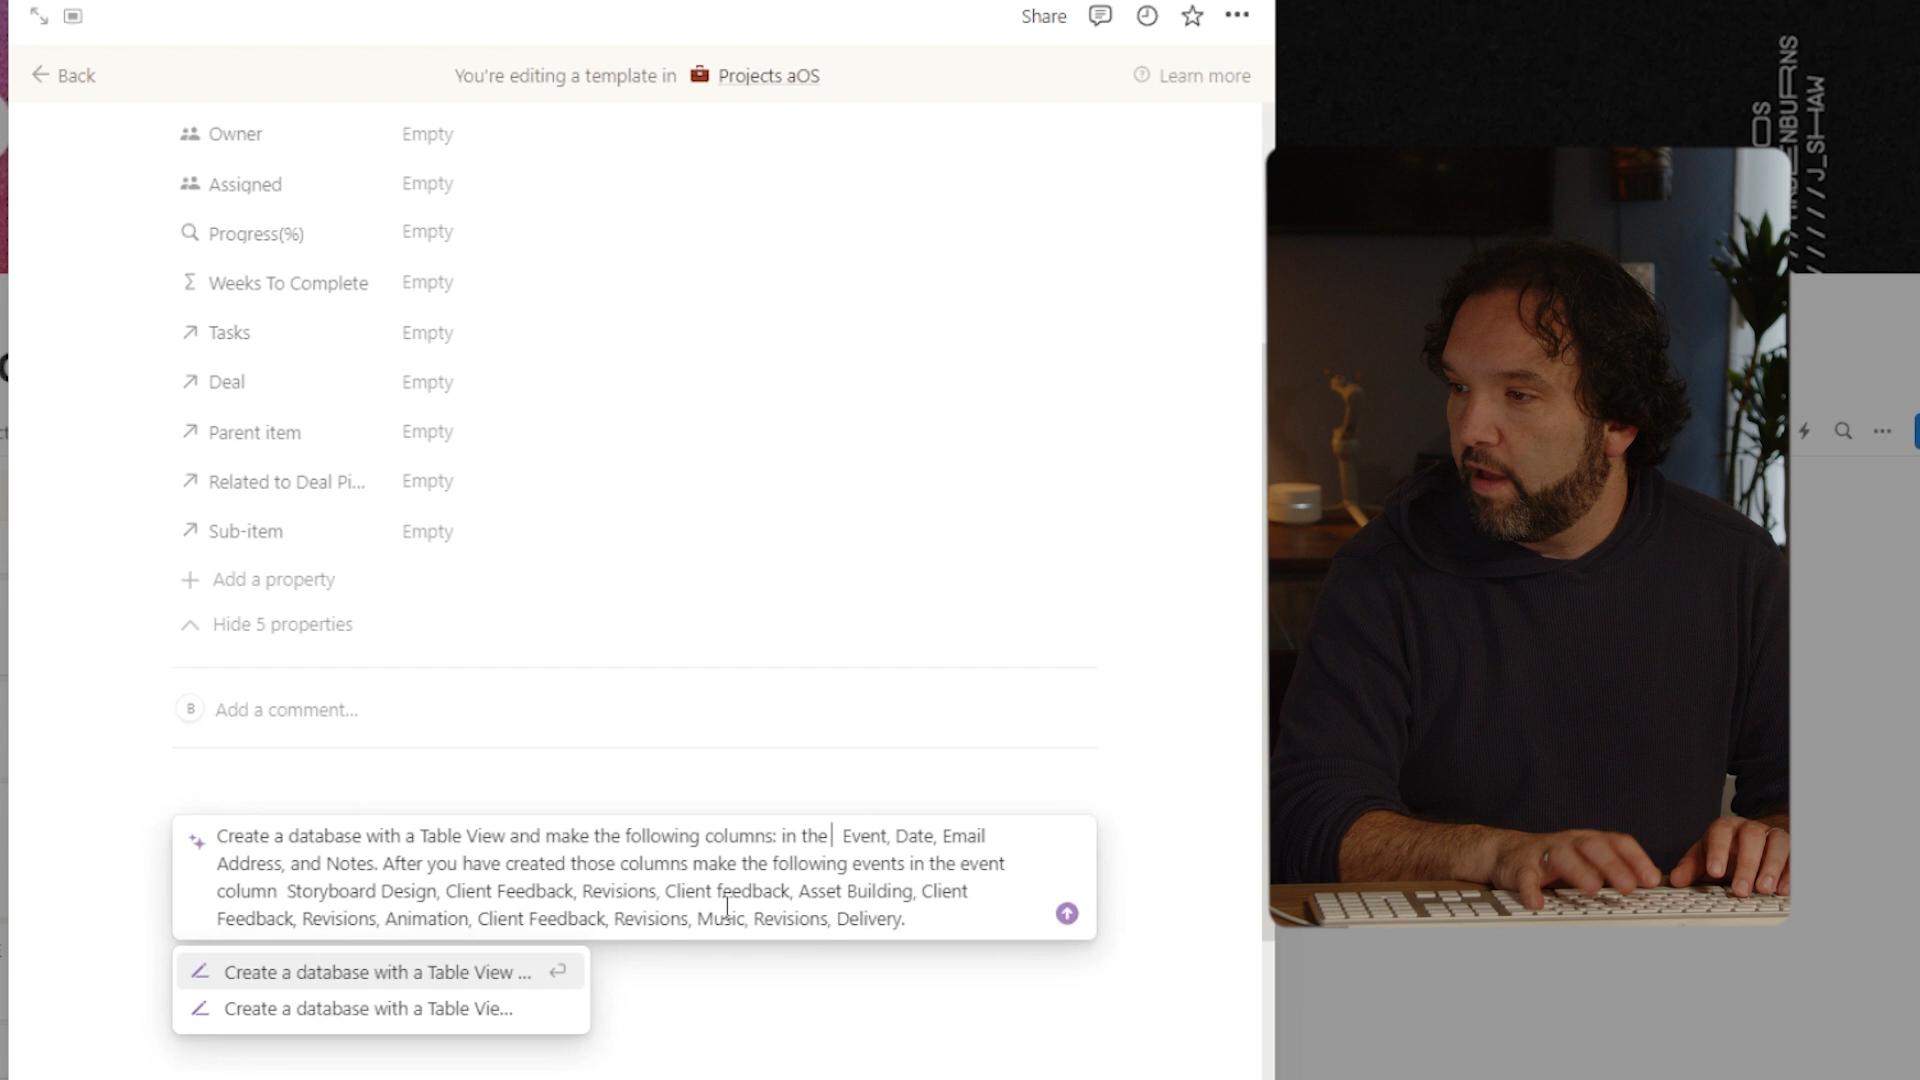 Share
Back
You're editing a template in Projects aOS
Learn more
Owner Empty
Assigned Empty
Progress(%) Empty
Weeks To Complete Empty
Tasks Empty
Deal Empty
Parent item Empty
Related to Deal Pi... Empty
Sub-item Empty
Add a property
Hide 5 properties
B Add a comment...
Create a database with a Table View and make the following columns: in the Event, Date, Email
Address, and Notes. After you have created those columns make the following events in the event
column Storyboard Design, Client Feedback, Revisions, Client feedback, Asset Building, Client
Feedback, Revisions, Animation, Client Feedback, Revisions, Music, Revisions, Delivery.
Create a database with a Table View ...
Create a database with a Table Vie...
OS
/////J_SHAW